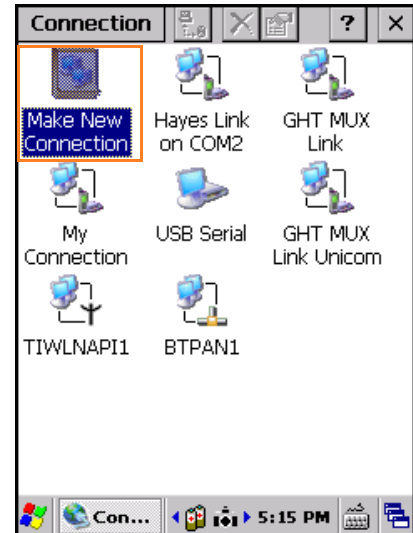 Connection
? ×
Make New
Connection
Hayes Link
on COM2
GHT MUX
Link
My
Connection
USB Serial
GHT MUX
Link Unicom
TIWLNAPI1
BTPAN1
Con...
5:15 PM